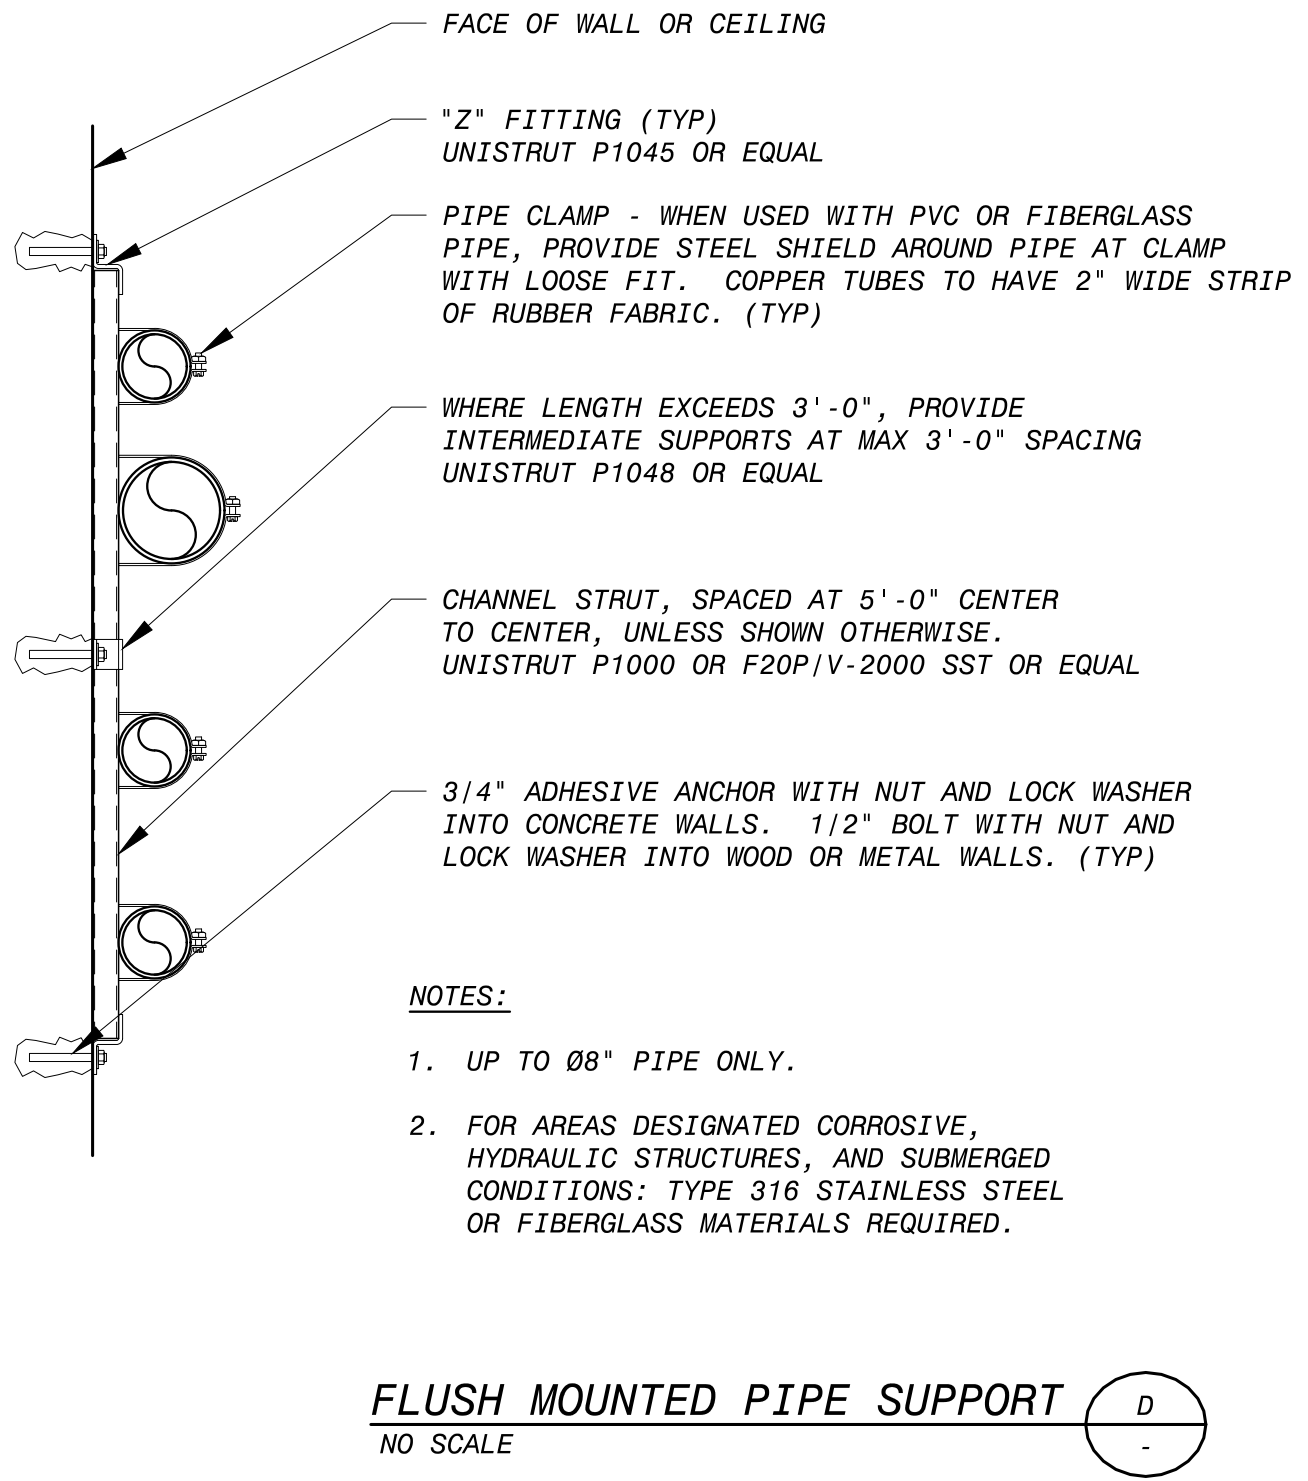 FACE OF WALL OR CEILING
"Z" FITTING (TYP)
UNISTRUT P1045 OR EQUAL
PIPE CLAMP - WHEN USED WITH PVC OR FIBERGLASS
PIPE, PROVIDE STEEL SHIELD AROUND PIPE AT CLAMP
WITH LOOSE FIT. COPPER TUBES TO HAVE 2" WIDE STRIP
OF RUBBER FABRIC. (TYP)
WHERE LENGTH EXCEEDS 3'-0", PROVIDE
INTERMEDIATE SUPPORTS AT MAX 3'-0" SPACING
UNISTRUT P1048 OR EQUAL
CHANNEL STRUT, SPACED AT 5'-0" CENTER
TO CENTER, UNLESS SHOWN OTHERWISE.
UNISTRUT P1000 OR F20P/V-2000 SST OR EQUAL
3/4" ADHESIVE ANCHOR WITH NUT AND LOCK WASHER
INTO CONCRETE WALLS. 1/2" BOLT WITH NUT AND
LOCK WASHER INTO WOOD OR METAL WALLS. (TYP)
NOTES:
1. UP TO Ø8" PIPE ONLY.
2. FOR AREAS DESIGNATED CORROSIVE,
HYDRAULIC STRUCTURES, AND SUBMERGED
CONDITIONS: TYPE 316 STAINLESS STEEL
OR FIBERGLASS MATERIALS REQUIRED.
FLUSH MOUNTED PIPE SUPPORT
D
NO SCALE
-